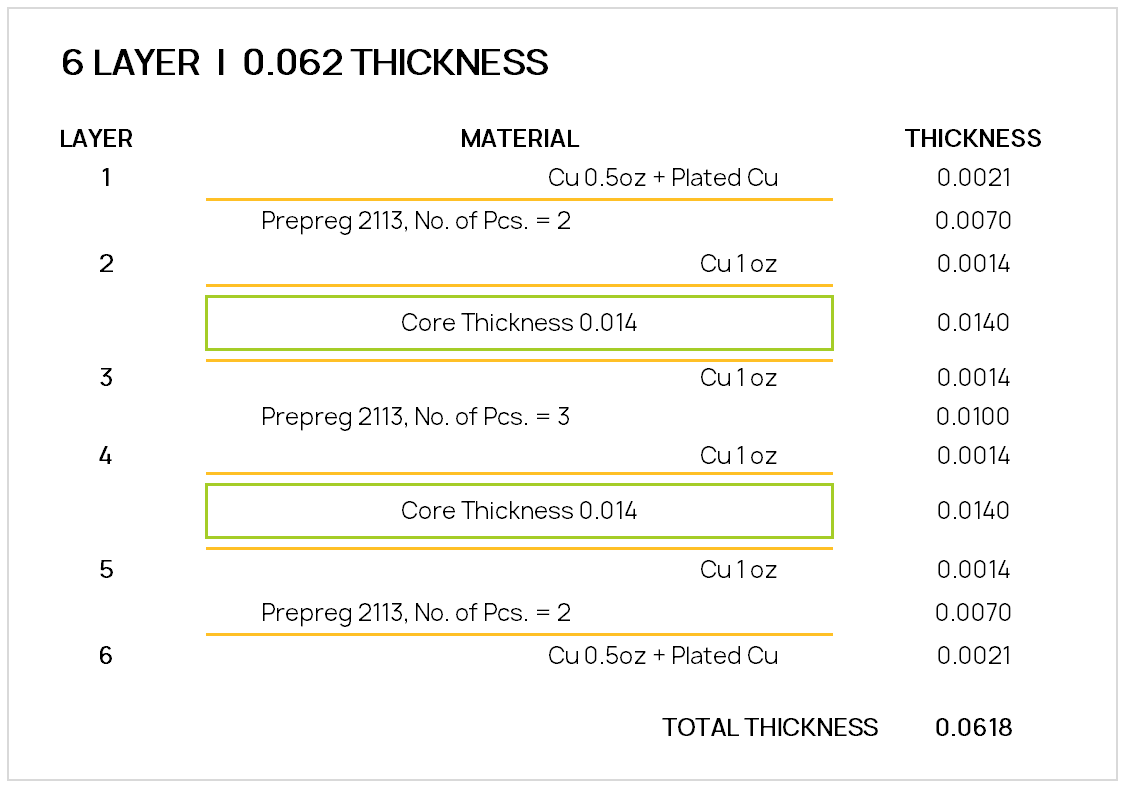 6 LAYER | 0.062 THICKNESS
LAYER MATERIAL THICKNESS
1 Cu 0.5oz + Plated Cu 0.0021
Prepreg 2113, No. of Pcs. = 2 0.0070
2 Cu 1 oz 0.0014
Core Thickness 0.014 0.0140
3 Cu 1 oz 0.0014
Prepreg 2113, No. of Pcs. = 3 0.0100
4 Cu 1 oz 0.0014
Core Thickness 0.014 0.0140
5 Cu 1 oz 0.0014
Prepreg 2113, No. of Pcs. = 2 0.0070
6 Cu 0.5oz + Plated Cu 0.0021
TOTAL THICKNESS 0.0618